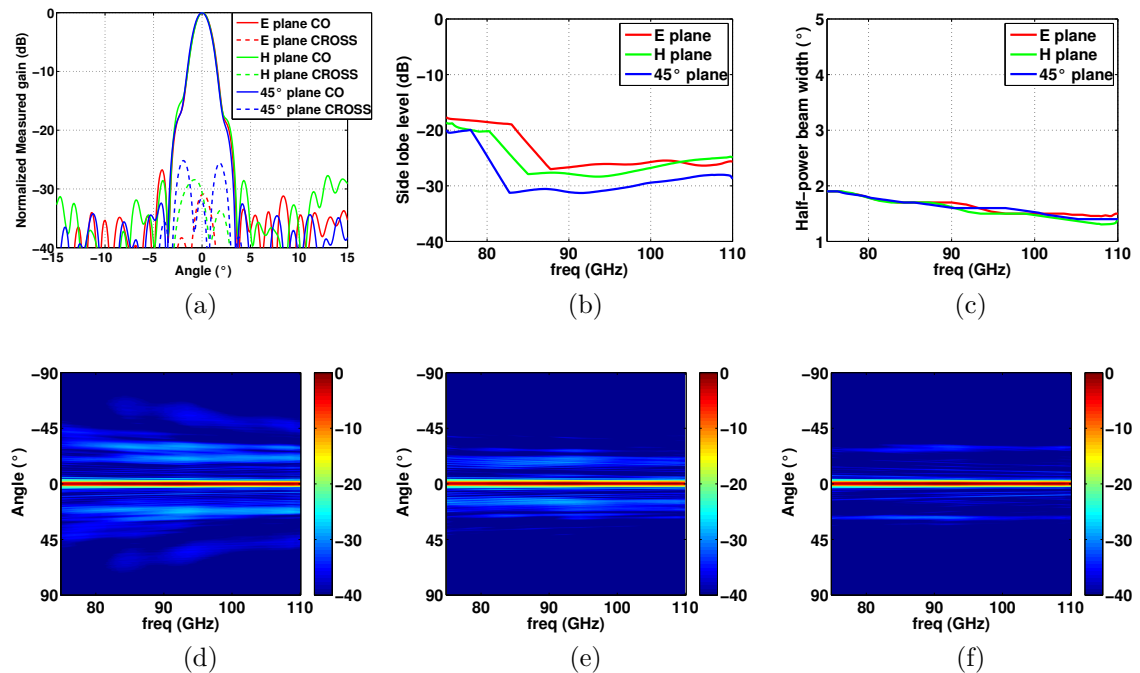 Normalized Measured gain (dB)
0
−10
−20
−30
−40
−15
−10
−5
0
5
10
15
Angle (°)
E plane CO
E plane CROSS
H plane CO
H plane CROSS
45° plane CO
45° plane CROSS
(a)
Side lobe level (dB)
0
−10
−20
−30
−40
80
90
100
110
freq (GHz)
E plane
H plane
45° plane
(b)
Half−power beam width (°)
5
4
3
2
1
80
90
100
110
freq (GHz)
E plane
H plane
45° plane
(c)
Angle (°)
−90
−45
0
45
90
80
90
100
110
freq (GHz)
0
−10
−20
−30
−40
(d)
Angle (°)
−90
−45
0
45
90
80
90
100
110
freq (GHz)
0
−10
−20
−30
−40
(e)
Angle (°)
−90
−45
0
45
90
80
90
100
110
freq (GHz)
0
−10
−20
−30
−40
(f)